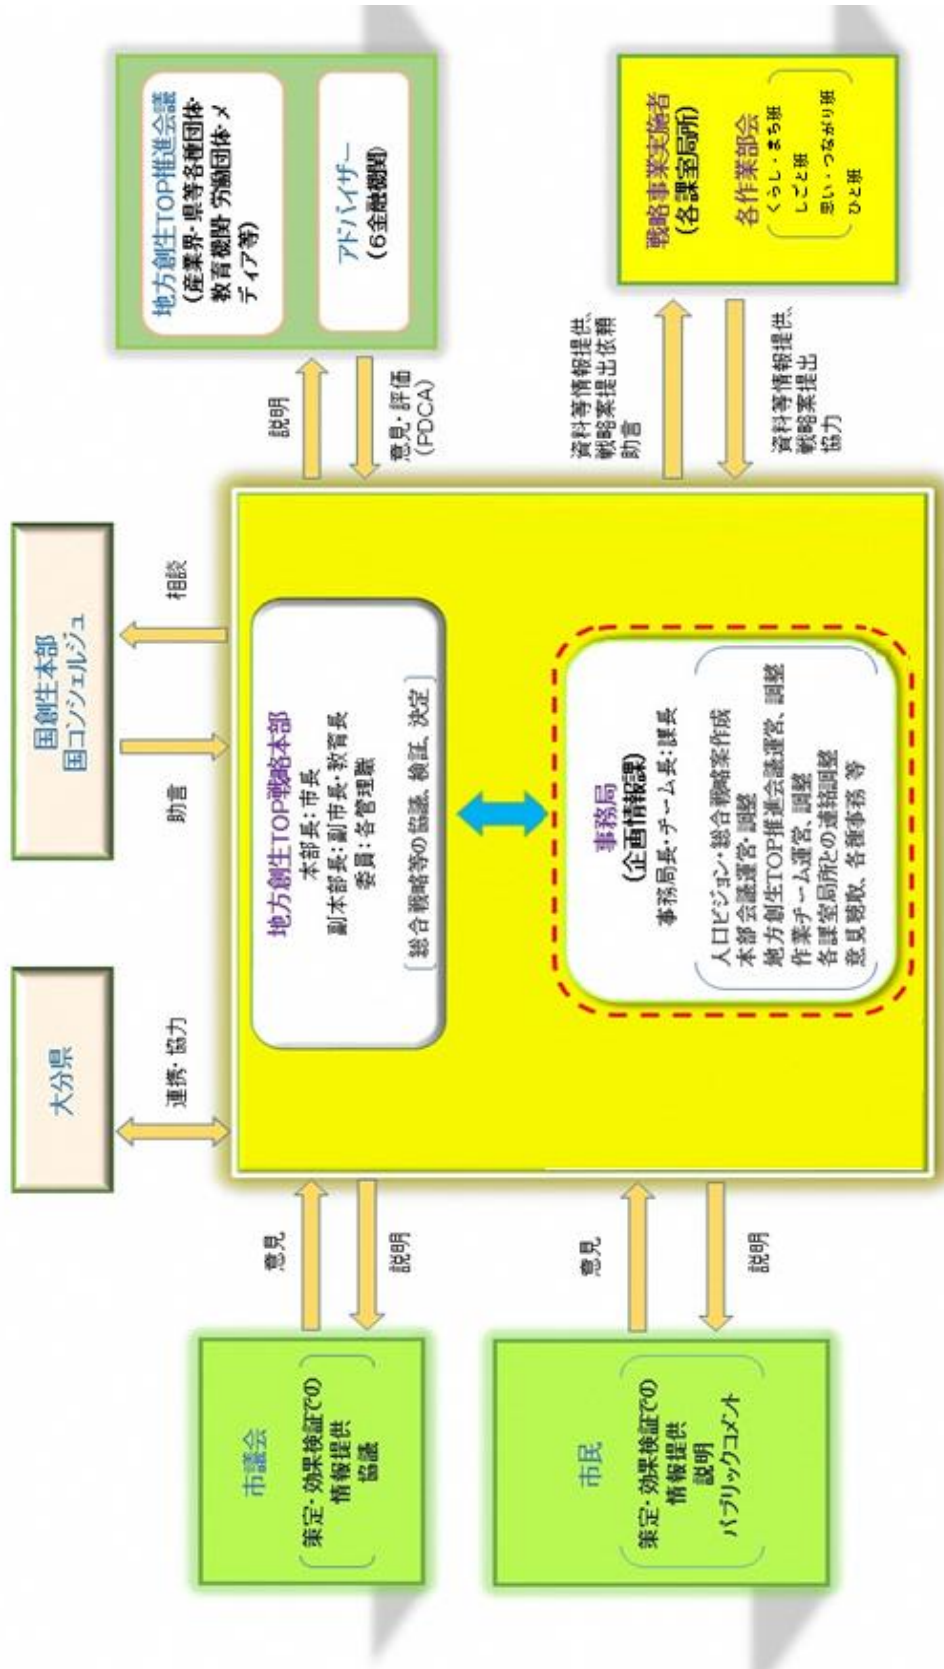 大分県
連携・協力
国創生本部
国コンシェルジュ
助言
相談
市議会
策定・効果検証での
情報提供
協議
意見
説明
市民
策定・効果検証での
情報提供
説明
パブリックコメント
意見
説明
地方創生TOP戦略本部
本部長:市長
副本部長:副市長・教育長
委員:各管理職
総合戦略等の協議、検証、決定
事務局
(企画情報課)
事務局長・チーム長:課長
人口ビジョン・総合戦略案作成
本部会議運営・調整
地方創生TOP推進会議運営、調整
作業チーム運営、調整
各課室局所との連絡調整
意見聴取、各種事務 等
説明
意見・評価
(PDCA)
地方創生TOP推進会議
(産業界・県等各種団体・
教育機関・労働団体・メ
ディア等)
アドバイザー
(6金融機関)
資料等情報提供、
戦略案提出依頼
助言
資料等情報提供、
戦略案提出
協力
戦略事業実施者
(各課室局所)
各作業部会
くらし・まち班
しごと班
思い・つながり班
ひと班